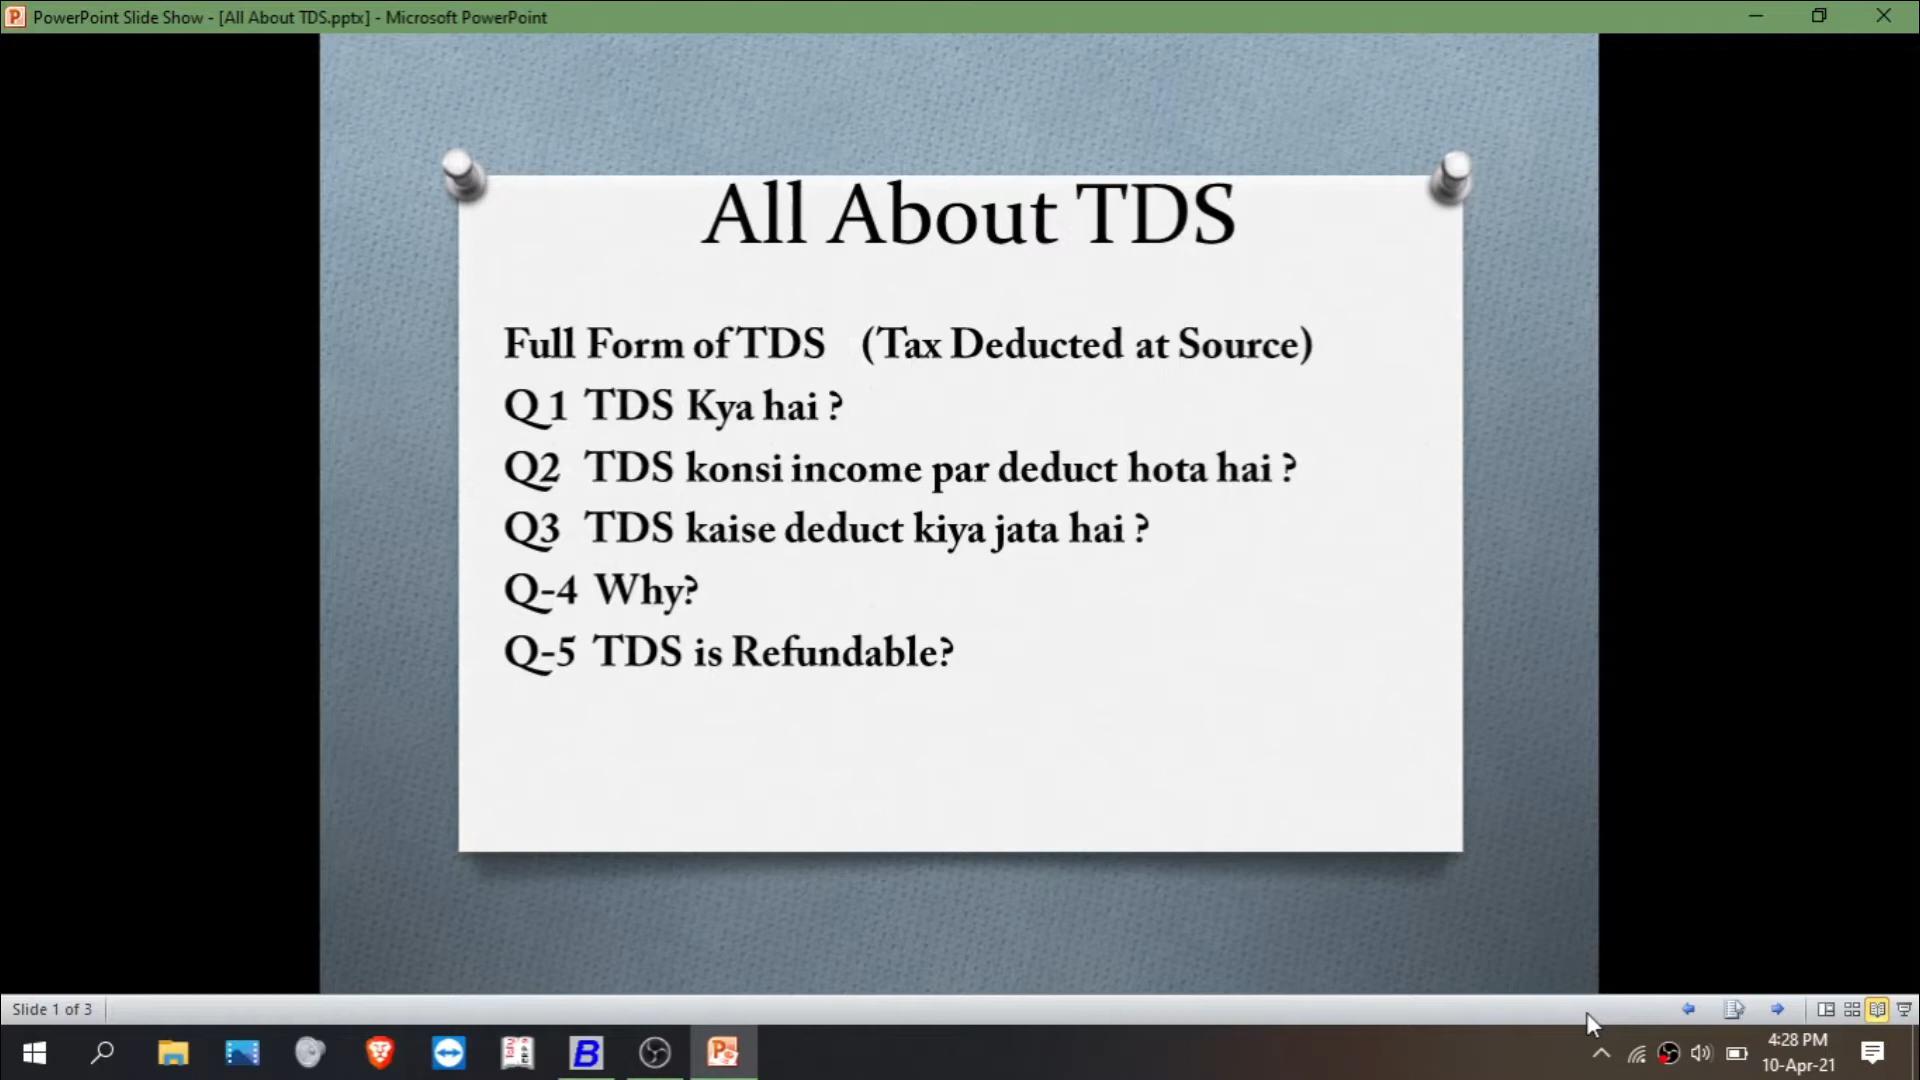 PowerPoint Slide Show - [All About TDS.pptx] - Microsoft PowerPoint
All About TDS
Full Form of TDS (Tax Deducted at Source)
Q 1 TDS Kya hai ?
Q2 TDS konsi income par deduct hota hai ?
Q3 TDS kaise deduct kiya jata hai ?
Q-4 Why?
Q-5 TDS is Refundable?
Slide 1 of 3
4:28 PM
10-Apr-21